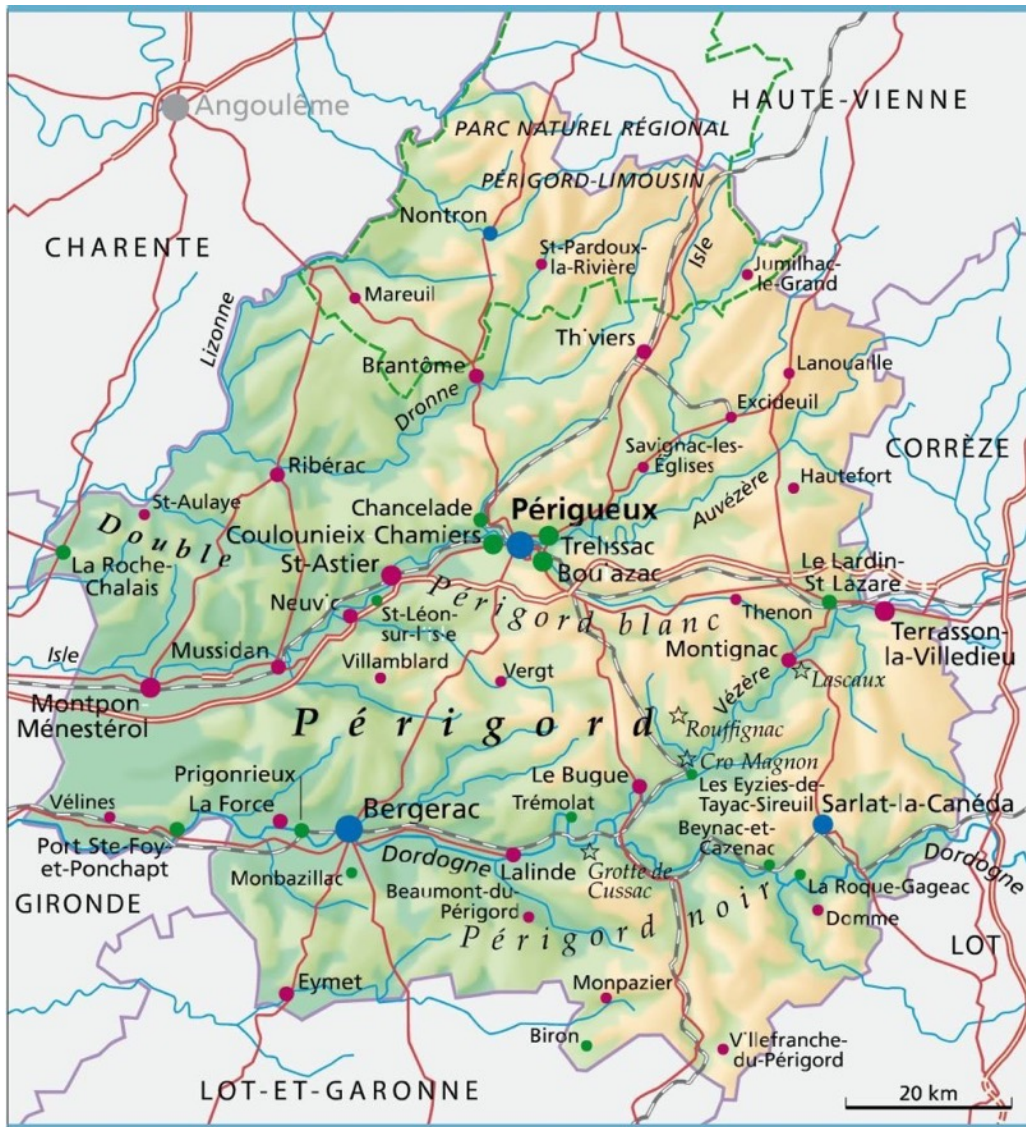 HAUTE-VIENNE
Angoulême
PARC NATUREL RÉGIONAL
PÉRIGORD-LIMOUSIN
Nontron
CHARENTE
St-Pardoux-
la-Rivière
Isle
Jumilhac-
le-Grand
Mareuil
Lizonne
Thiviers
Brantôme
Lanouaille
Dronne
Excideuil
CORRÈZE
Savignac-les-
Églises
Ribérac
Hautefort
St-Aulaye
Auvézère
Chancelade
Périgueux
Double
Coulounieix Chamiers
Trelissac
La Roche-
Chalais
St-Astier
Boulazac
Le Lardin-
St Lazare
Neuvic
St-Léon-
sur-l'Isle
Périgord blanc
Thenon
Terrasson-
la-Villedieu
Isle
Mussidan
Villamblard
Vergt
Montignac
Lascaux
Montpon
Ménestérol
Vézère
Périgord
Rouffignac
Cro Magnon
Prigonrieux
Le Bugue
Les Eyzies-de-
Tayac-Sireuil
Vélines
La Force
Bergerac
Trémolat
Sarlat-la-Canéda
Port Ste-Foy-
et-Ponchapt
Beynac-et-
Cazenac
Dordogne
Lalinde
Grotte de
Cussac
Dordogne
Monbazillac
La Roque-Gageac
GIRONDE
Beaumont-du-
Périgord
Périgord noir
Domme
LOT
Eymet
Monpazier
Biron
Villefranche-
du-Périgord
LOT-ET-GARONNE
20 km